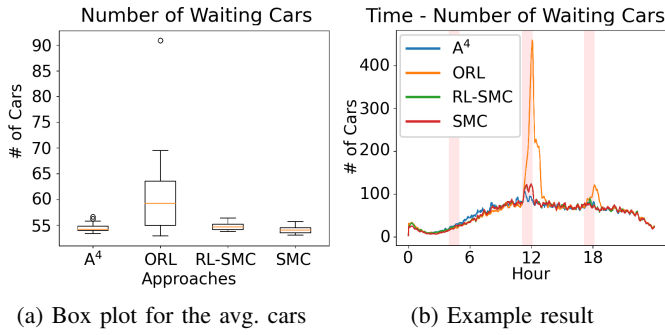 Number of Waiting Cars
90
85
80
75
70
65
60
55
# of Cars
A⁴ ORL RL-SMC SMC
Approaches
(a) Box plot for the avg. cars
Time - Number of Waiting Cars
A⁴
ORL
RL-SMC
SMC
400
300
200
100
0
# of Cars
0 6 12 18
Hour
(b) Example result